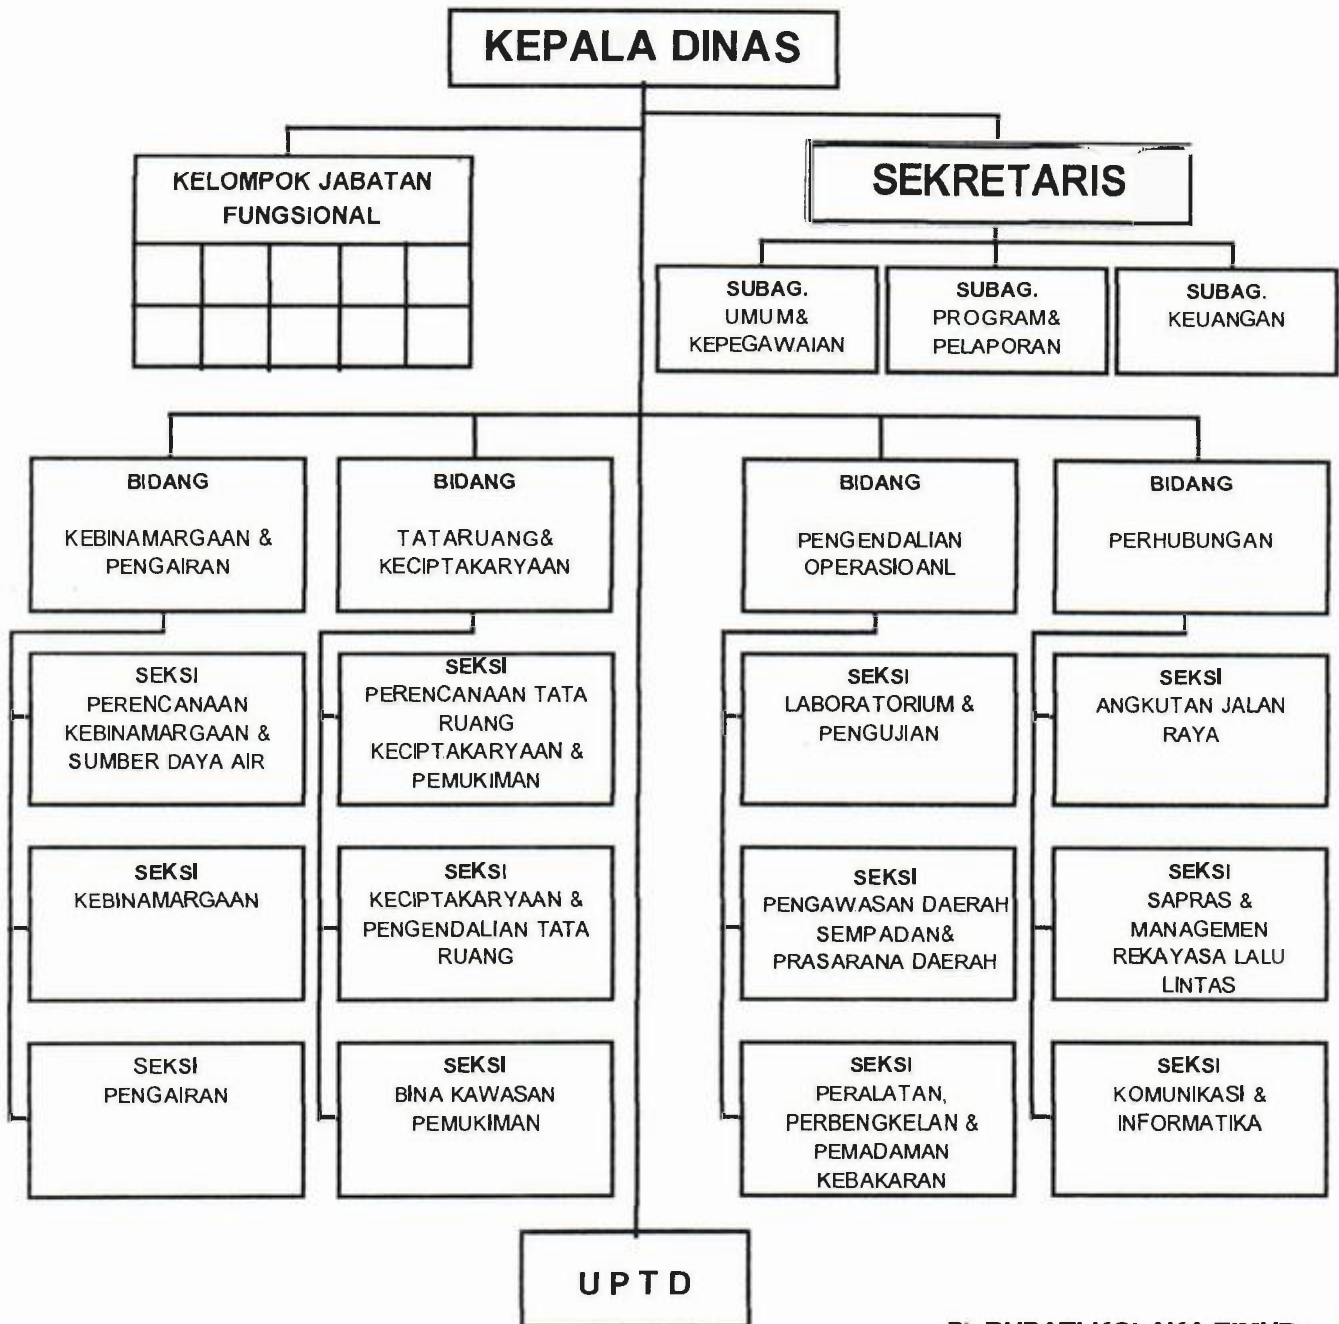 KEPALA DINAS
KELOMPOK JABATAN
FUNGSIONAL
SEKRETARIS
SUBAG.
UMUM&
KEPEGAWAIAN
SUBAG.
PROGRAM&
PELAPORAN
SUBAG.
KEUANGAN
BIDANG
KEBINAMARGAAN &
PENGAIRAN
BIDANG
TATARUANG&
KECIPTAKARYAAN
BIDANG
PENGENDALIAN
OPERASIOANL
BIDANG
PERHUBUNGAN
SEKSI
PERENCANAAN
KEBINAMARGAAN &
SUMBER DAYA AIR
SEKSI
KEBINAMARGAAN
SEKSI
PENGAIRAN
SEKSI
PERENCANAAN TATA
RUANG
KECIPTAKARYAAN &
PEMUKIMAN
SEKSI
KECIPTAKARYAAN &
PENGENDALIAN TATA
RUANG
SEKSI
BINA KAWASAN
PEMUKIMAN
SEKSI
LABORATORIUM &
PENGUJIAN
SEKSI
PENGAWASAN DAERAH
SEMPADAN&
PRASARANA DAERAH
SEKSI
PERALATAN,
PERBENGKELAN &
PEMADAMAN
KEBAKARAN
SEKSI
ANGKUTAN JALAN
RAYA
SEKSI
SAPRAS &
MANAGEMEN
REKAYASA LALU
LINTAS
SEKSI
KOMUNIKASI &
INFORMATIKA
UPTD